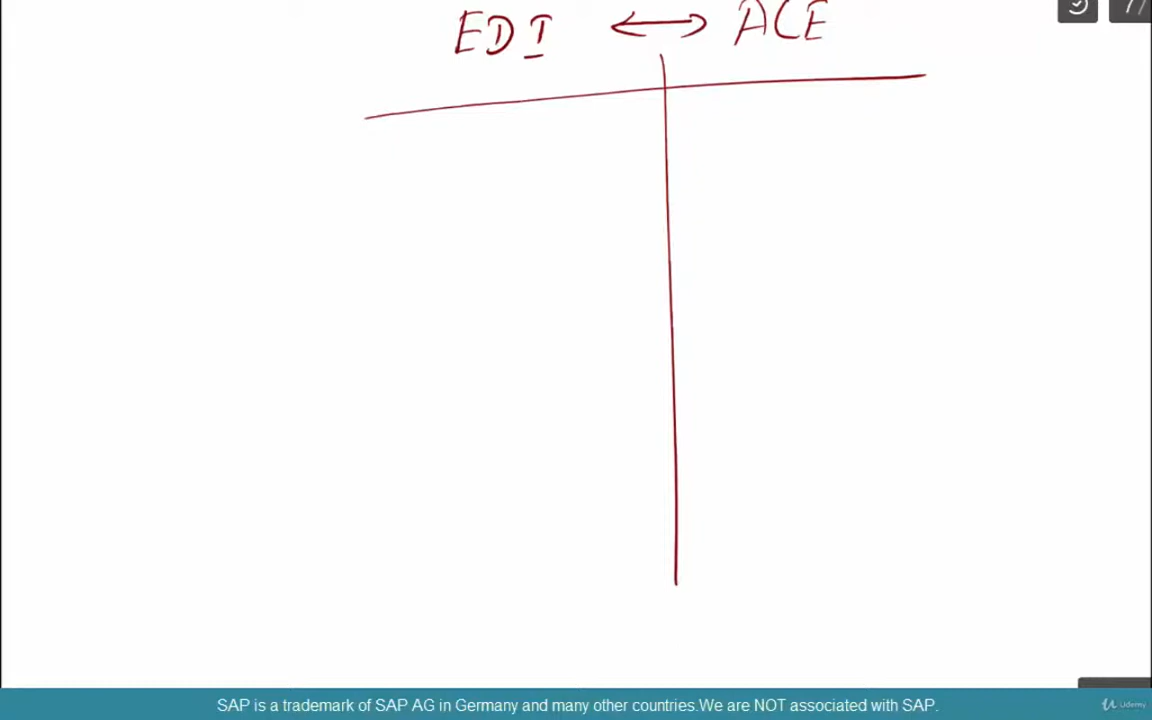 EDI ↔ ACE
SAP is a trademark of SAP AG in Germany and many other countries.We are NOT associated with SAP.
Udemy